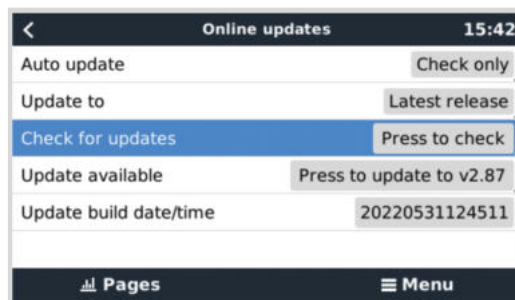 Online updates 15:42
Auto update Check only
Update to Latest release
Check for updates Press to check
Update available Press to update to v2.87
Update build date/time 20220531124511
Pages Menu